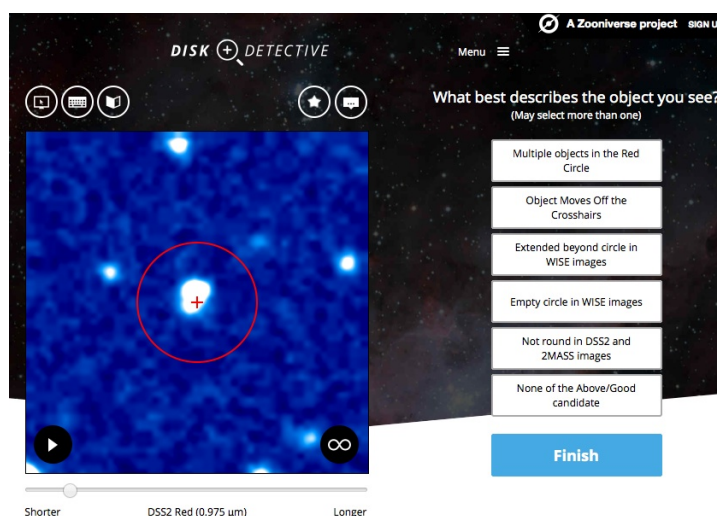 A Zooniverse project SIGN U
DISK DETECTIVE
Menu
What best describes the object you see?
(May select more than one)
Multiple objects in the Red
Circle
Object Moves Off the
Crosshairs
Extended beyond circle in
WISE images
Empty circle in WISE images
Not round in DSS2 and
2MASS images
None of the Above/Good
candidate
Finish
Shorter DSS2 Red (0.975 μm) Longer